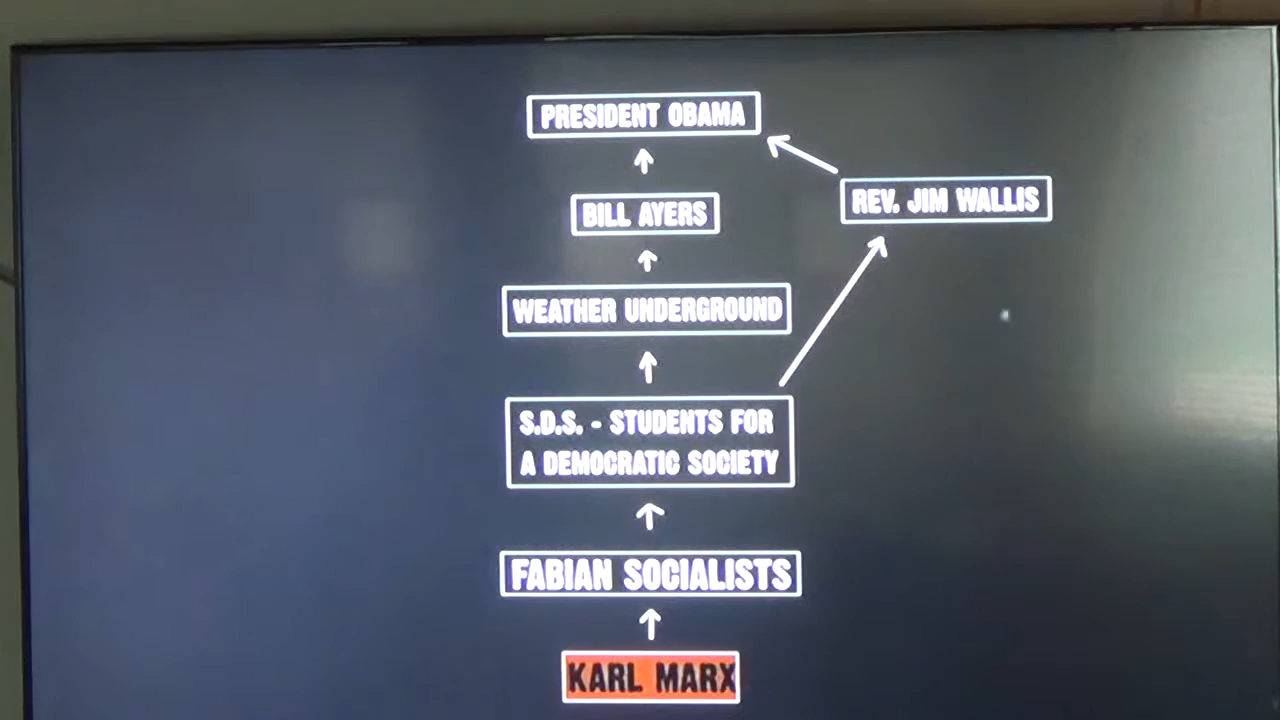 PRESIDENT OBAMA
REV. JIM WALLIS
BILL AYERS
WEATHER UNDERGROUND
S.D.S. - STUDENTS FOR
A DEMOCRATIC SOCIETY
FABIAN SOCIALISTS
KARL MARX